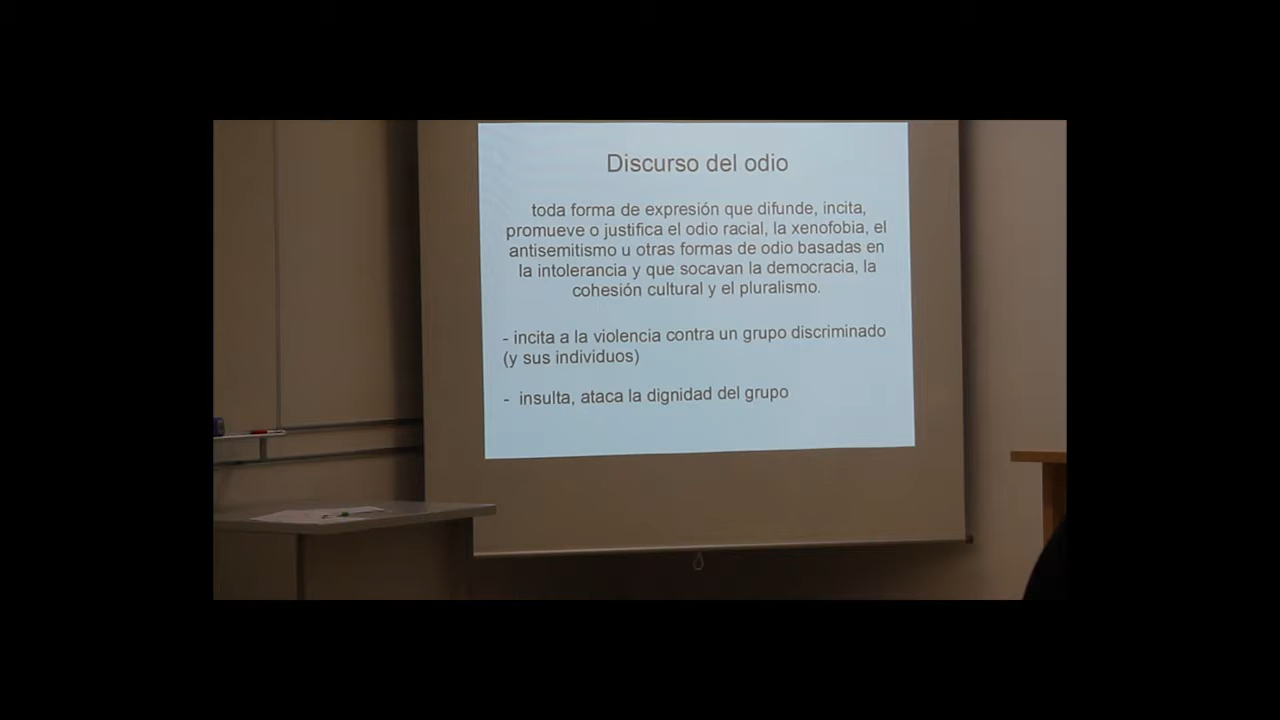 Discurso del odio
toda forma de expresión que difunde, incita,
promueve o justifica el odio racial, la xenofobia, el
antisemitismo u otras formas de odio basadas en
la intolerancia y que socavan la democracia, la
cohesión cultural y el pluralismo.
- incita a la violencia contra un grupo discriminado
(y sus individuos)
- insulta, ataca la dignidad del grupo